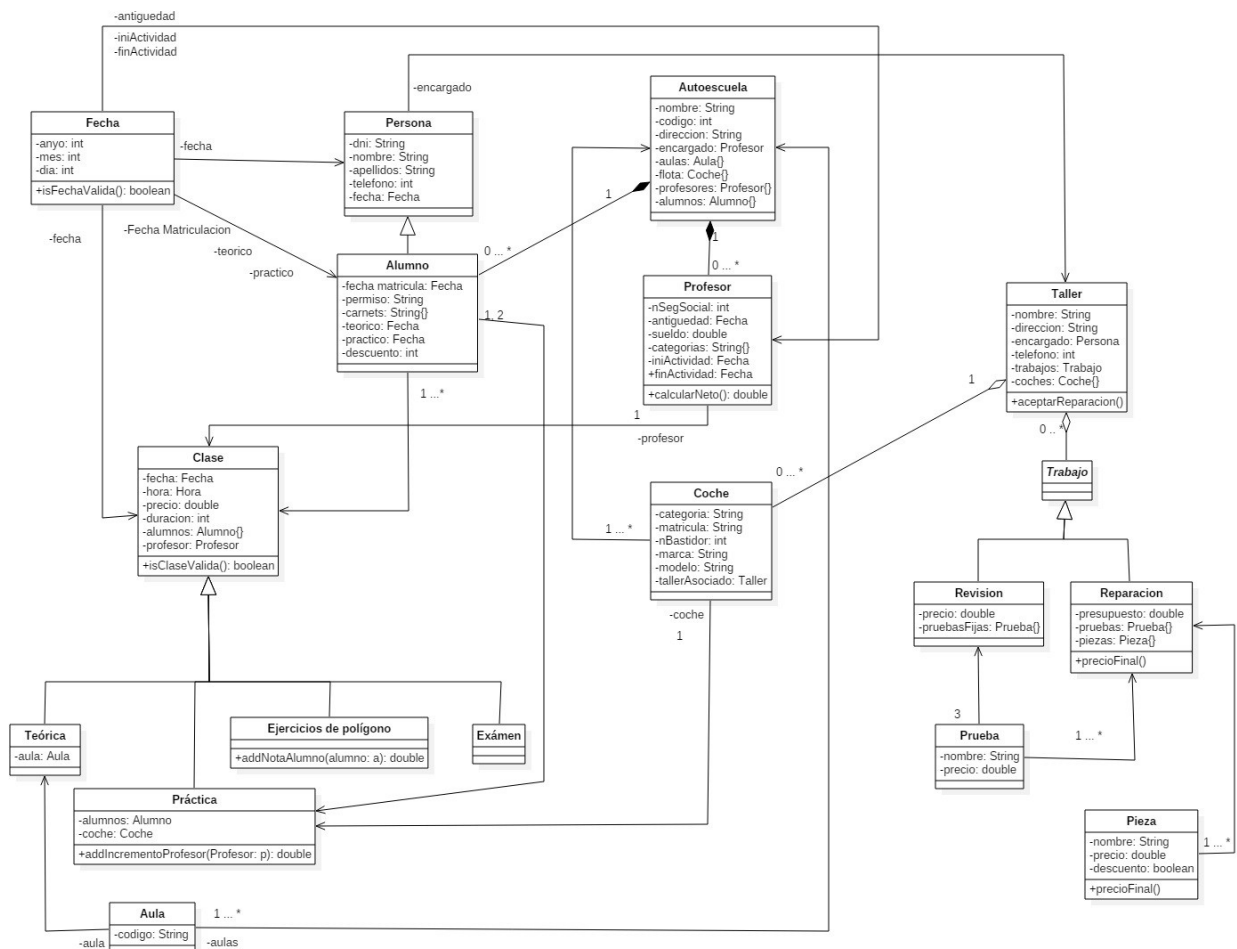 -antiguedad
-iniActividad
-finActividad
-encargado
Autoescuela
-nombre: String
-codigo: int
-direccion: String
-encargado: Profesor
-aulas: Aula{}
-flota: Coche{}
-profesores: Profesor{}
-alumnos: Alumno{}
Fecha
-anyo: int
-mes: int
-dia: int
+isFechaValida(): boolean
-fecha
Persona
-dni: String
-nombre: String
-apellidos: String
-telefono: int
-fecha: Fecha
1
1
-fecha
-Fecha Matriculacion
-teorico
-practico
0 ... *
0 ... *
Alumno
-fecha matricula: Fecha
-permiso: String
-carnets: String{}
-teorico: Fecha
-practico: Fecha
-descuento: int
1, 2
Profesor
-nSegSocial: int
-antiguedad: Fecha
-sueldo: double
-categorias: String{}
-iniActividad: Fecha
+finActividad: Fecha
+calcularNeto(): double
Taller
-nombre: String
-direccion: String
-encargado: Persona
-telefono: int
-trabajos: Trabajo
-coches: Coche{}
+aceptarReparacion()
1
1 ...*
1
-profesor
0 .. *
Trabajo
Clase
-fecha: Fecha
-hora: Hora
-precio: double
-duracion: int
-alumnos: Alumno{}
-profesor: Profesor
+isClaseValida(): boolean
0 ... *
Coche
-categoria: String
-matricula: String
-nBastidor: int
-marca: String
-modelo: String
-tallerAsociado: Taller
1 ... *
-coche
1
Revision
-precio: double
-pruebasFijas: Prueba{}
Reparacion
-presupuesto: double
-pruebas: Prueba{}
-piezas: Pieza{}
+precioFinal()
Teórica
-aula: Aula
Ejercicios de polígono
+addNotaAlumno(alumno: a): double
Exámen
3
Prueba
-nombre: String
-precio: double
1 ... *
Práctica
-alumnos: Alumno
-coche: Coche
+addIncrementoProfesor(Profesor: p): double
Pieza
-nombre: String
-precio: double
-descuento: boolean
+precioFinal()
1 ... *
Aula
-codigo: String
1 ... *
-aula
-aulas